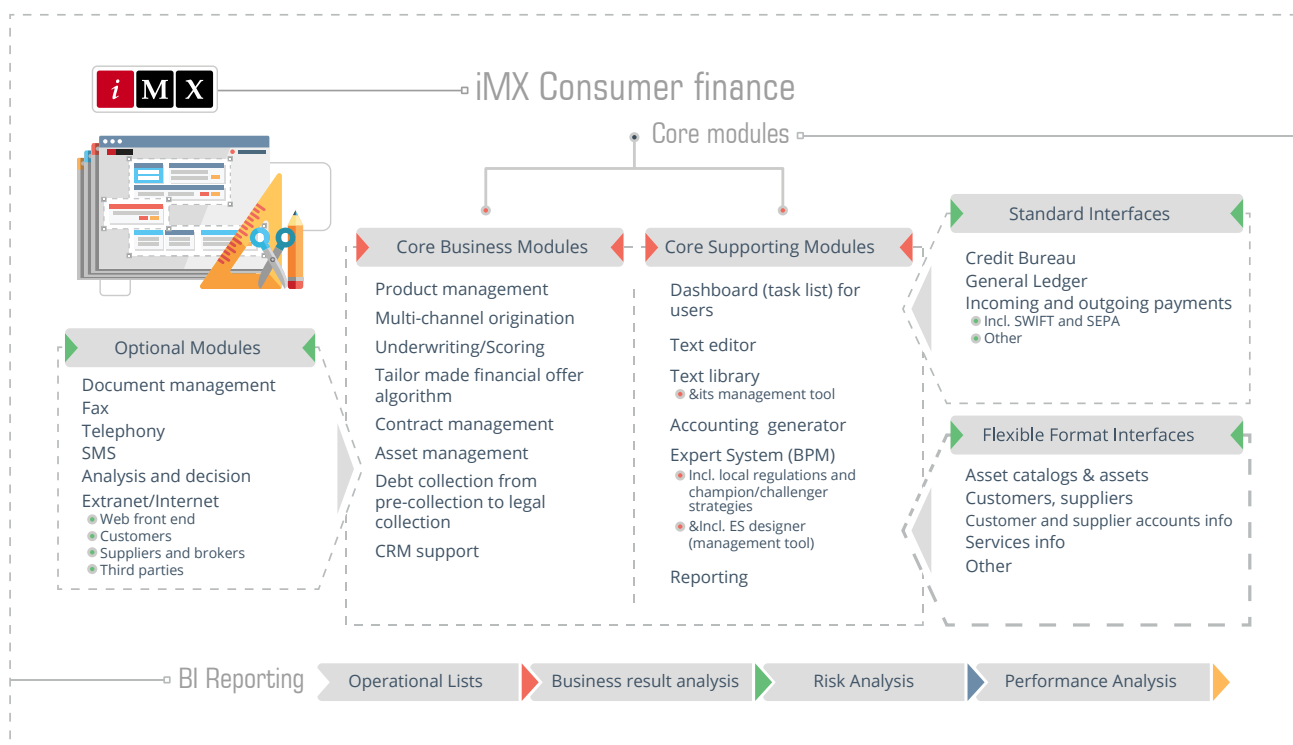 iMX
iMX Consumer finance
Core modules
Core Business Modules
Product management
Multi-channel origination
Underwriting/Scoring
Tailor made financial offer
algorithm
Contract management
Asset management
Debt collection from
pre-collection to legal
collection
CRM support
Core Supporting Modules
Dashboard (task list) for
users
Text editor
Text library
&its management tool
Accounting generator
Expert System (BPM)
Incl. local regulations and
champion/challenger
strategies
&Incl. ES designer
(management tool)
Reporting
Standard Interfaces
Credit Bureau
General Ledger
Incoming and outgoing payments
Incl. SWIFT and SEPA
Other
Optional Modules
Document management
Fax
Telephony
SMS
Analysis and decision
Extranet/Internet
Web front end
Customers
Suppliers and brokers
Third parties
Flexible Format Interfaces
Asset catalogs & assets
Customers, suppliers
Customer and supplier accounts info
Services info
Other
BI Reporting
Operational Lists
Business result analysis
Risk Analysis
Performance Analysis